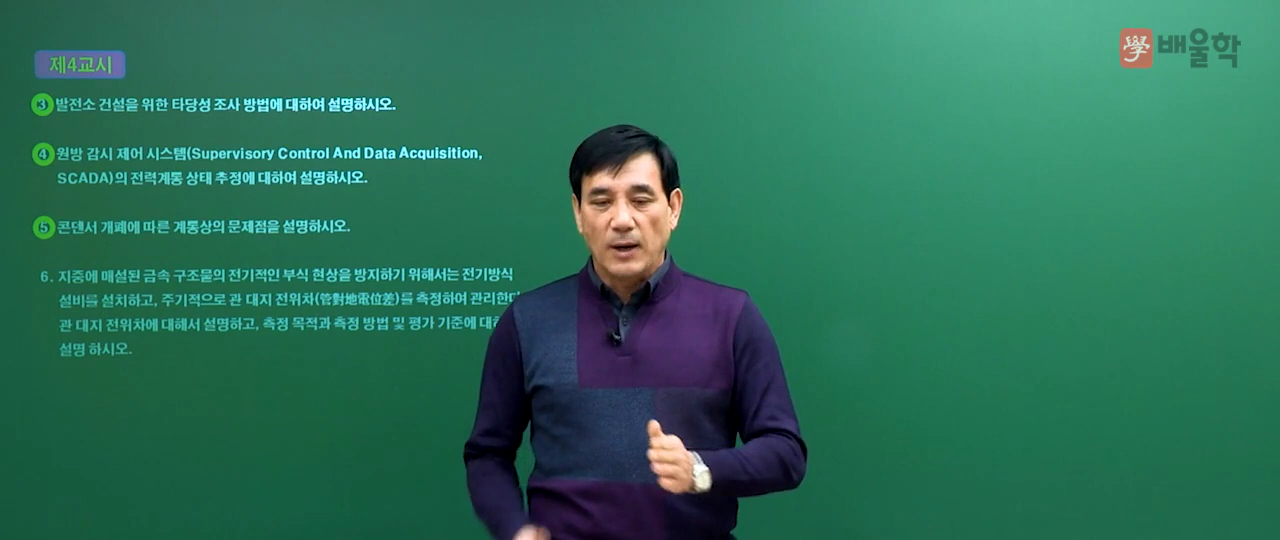 學 배울학
제4교시
③ 발전소 건설을 위한 타당성 조사 방법에 대하여 설명하시오.
④ 원방 감시 제어 시스템(Supervisory Control And Data Acquisition,
SCADA)의 전력계통 상태 추정에 대하여 설명하시오.
⑤ 콘덴서 개폐에 따른 계통상의 문제점을 설명하시오.
6. 지중에 매설된 금속 구조물의 전기적인 부식 현상을 방지하기 위해서는 전기방식
설비를 설치하고, 주기적으로 관 대지 전위차(管對地電位差)를 측정하여 관리한다
관 대지 전위차에 대해서 설명하고, 측정 목적과 측정 방법 및 평가 기준에
설명 하시오.